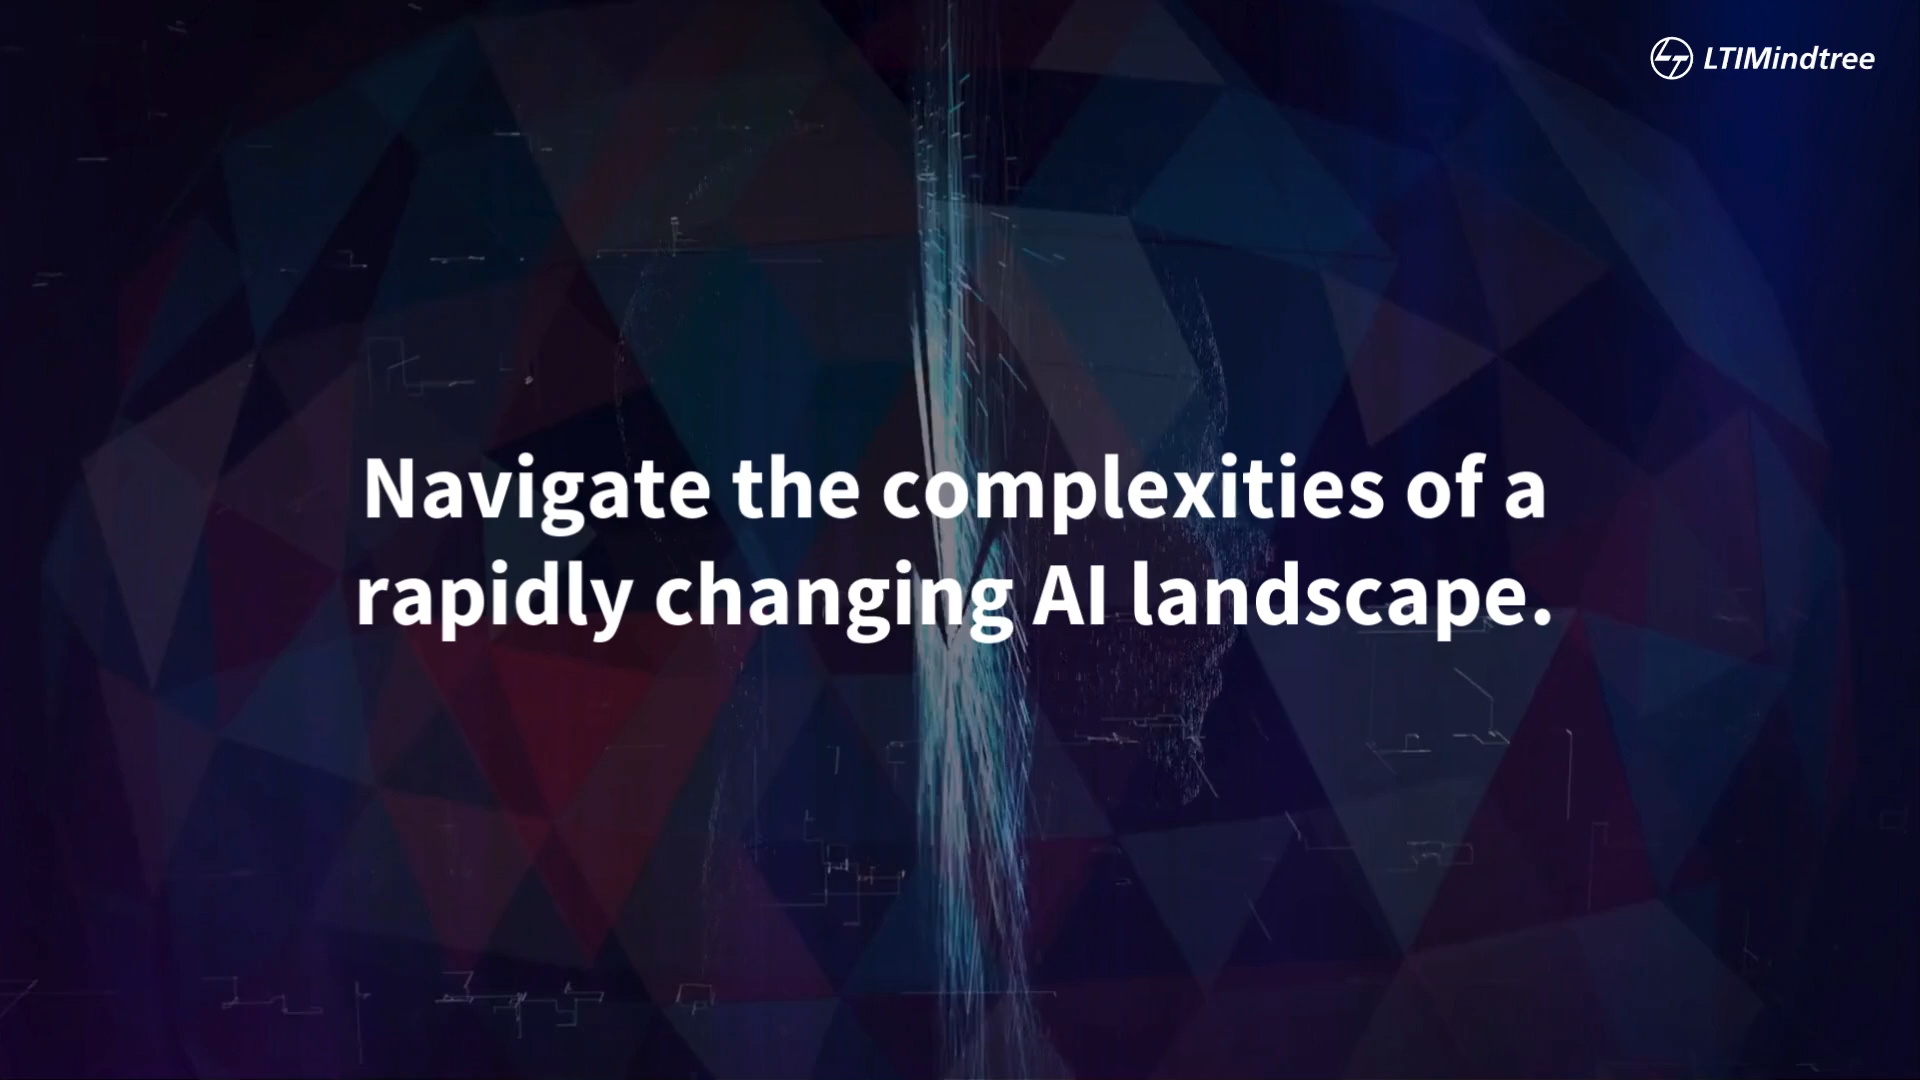 LTIMindtree
Navigate the complexities of a
rapidly changing AI landscape.